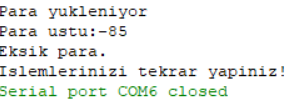 Para yukleniyor
Para ustu:-85
Eksik para.
Islemlerinizi tekrar yapiniz!
Serial port COM6 closed